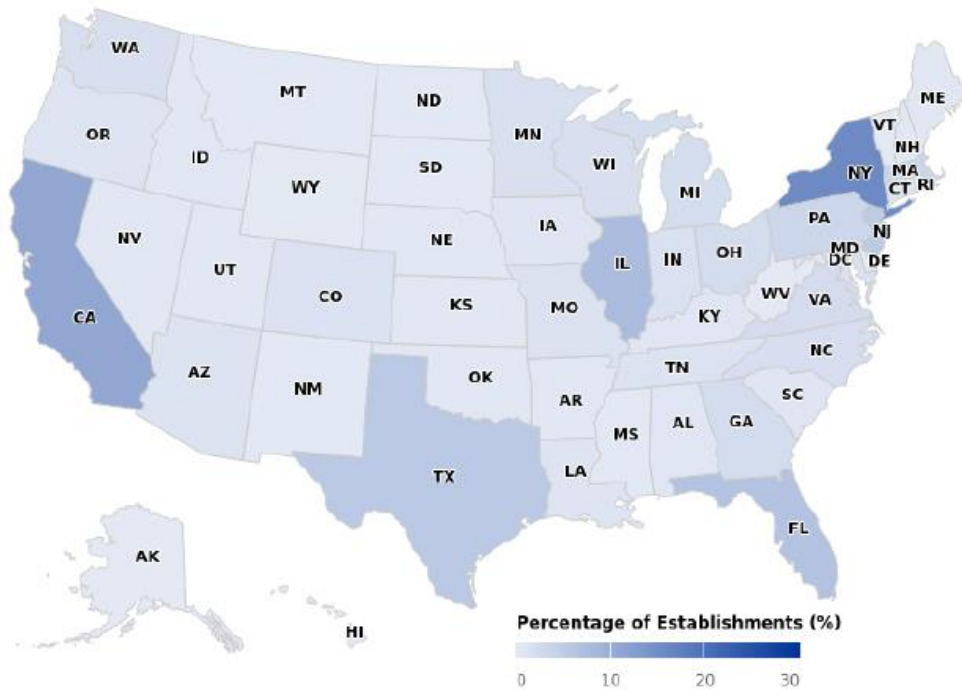 WA
MT
ND
ME
OR
MN
VT
ID
NH
SD
WI
MA
NY
WY
CT
RI
MI
PA
IA
NE
NJ
NV
MD
OH
IN
DC
DE
UT
IL
CO
WV
VA
KS
MO
KY
CA
NC
TN
AZ
OK
NM
SC
AR
GA
AL
MS
LA
TX
FL
AK
HI
Percentage of Establishments (%)
0 10 20 30